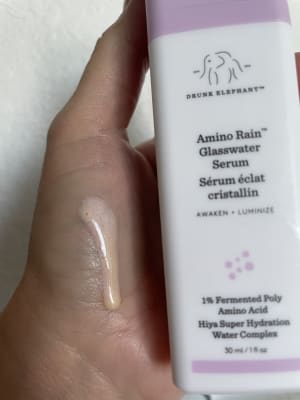 DRUNK ELEPHANT™
Amino Rain™
Glasswater
Serum
Sérum éclat
cristallin
AWAKEN • LUMINIZE
1% Fermented Poly
Amino Acid
Hiya Super Hydration
Water Complex
30 ml / 1 fl oz